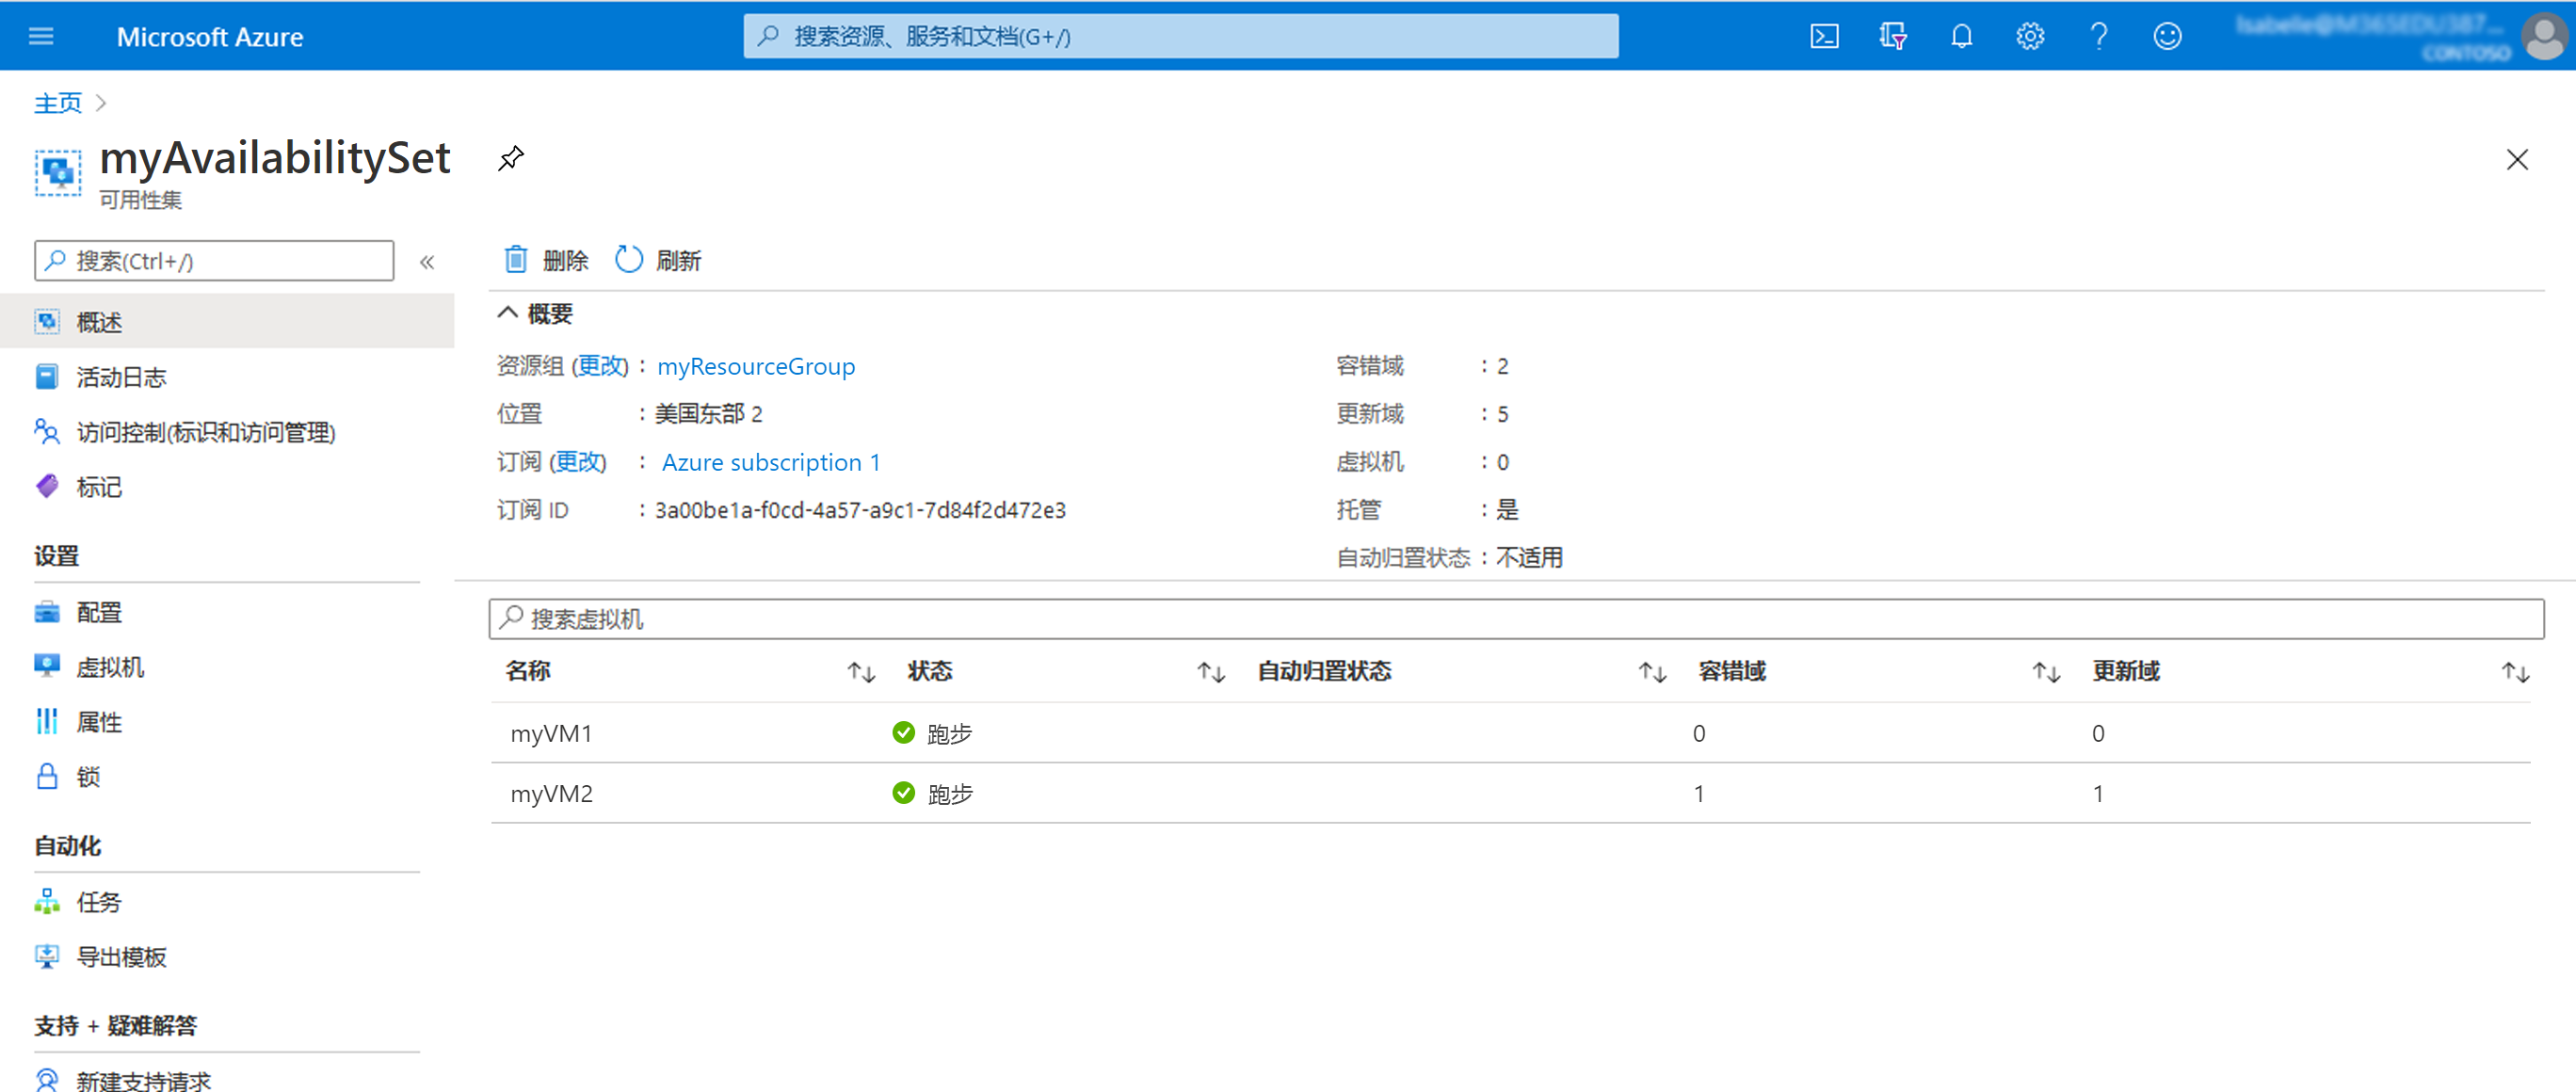 Microsoft Azure
搜索资源、服务和文档(G+/)
CONTOSO
主页
myAvailabilitySet
可用性集
搜索(Ctrl+/)
«
概述
活动日志
访问控制(标识和访问管理)
标记
设置
配置
虚拟机
属性
锁
自动化
任务
导出模板
支持 + 疑难解答
新建支持请求
删除 刷新
概要
资源组 (更改) : myResourceGroup
位置 : 美国东部 2
订阅 (更改) : Azure subscription 1
订阅 ID : 3a00be1a-f0cd-4a57-a9c1-7d84f2d472e3
容错域 : 2
更新域 : 5
虚拟机 : 0
托管 : 是
自动归置状态 : 不适用
搜索虚拟机
名称 状态 自动归置状态 容错域 更新域
myVM1 跑步 0 0
myVM2 跑步 1 1